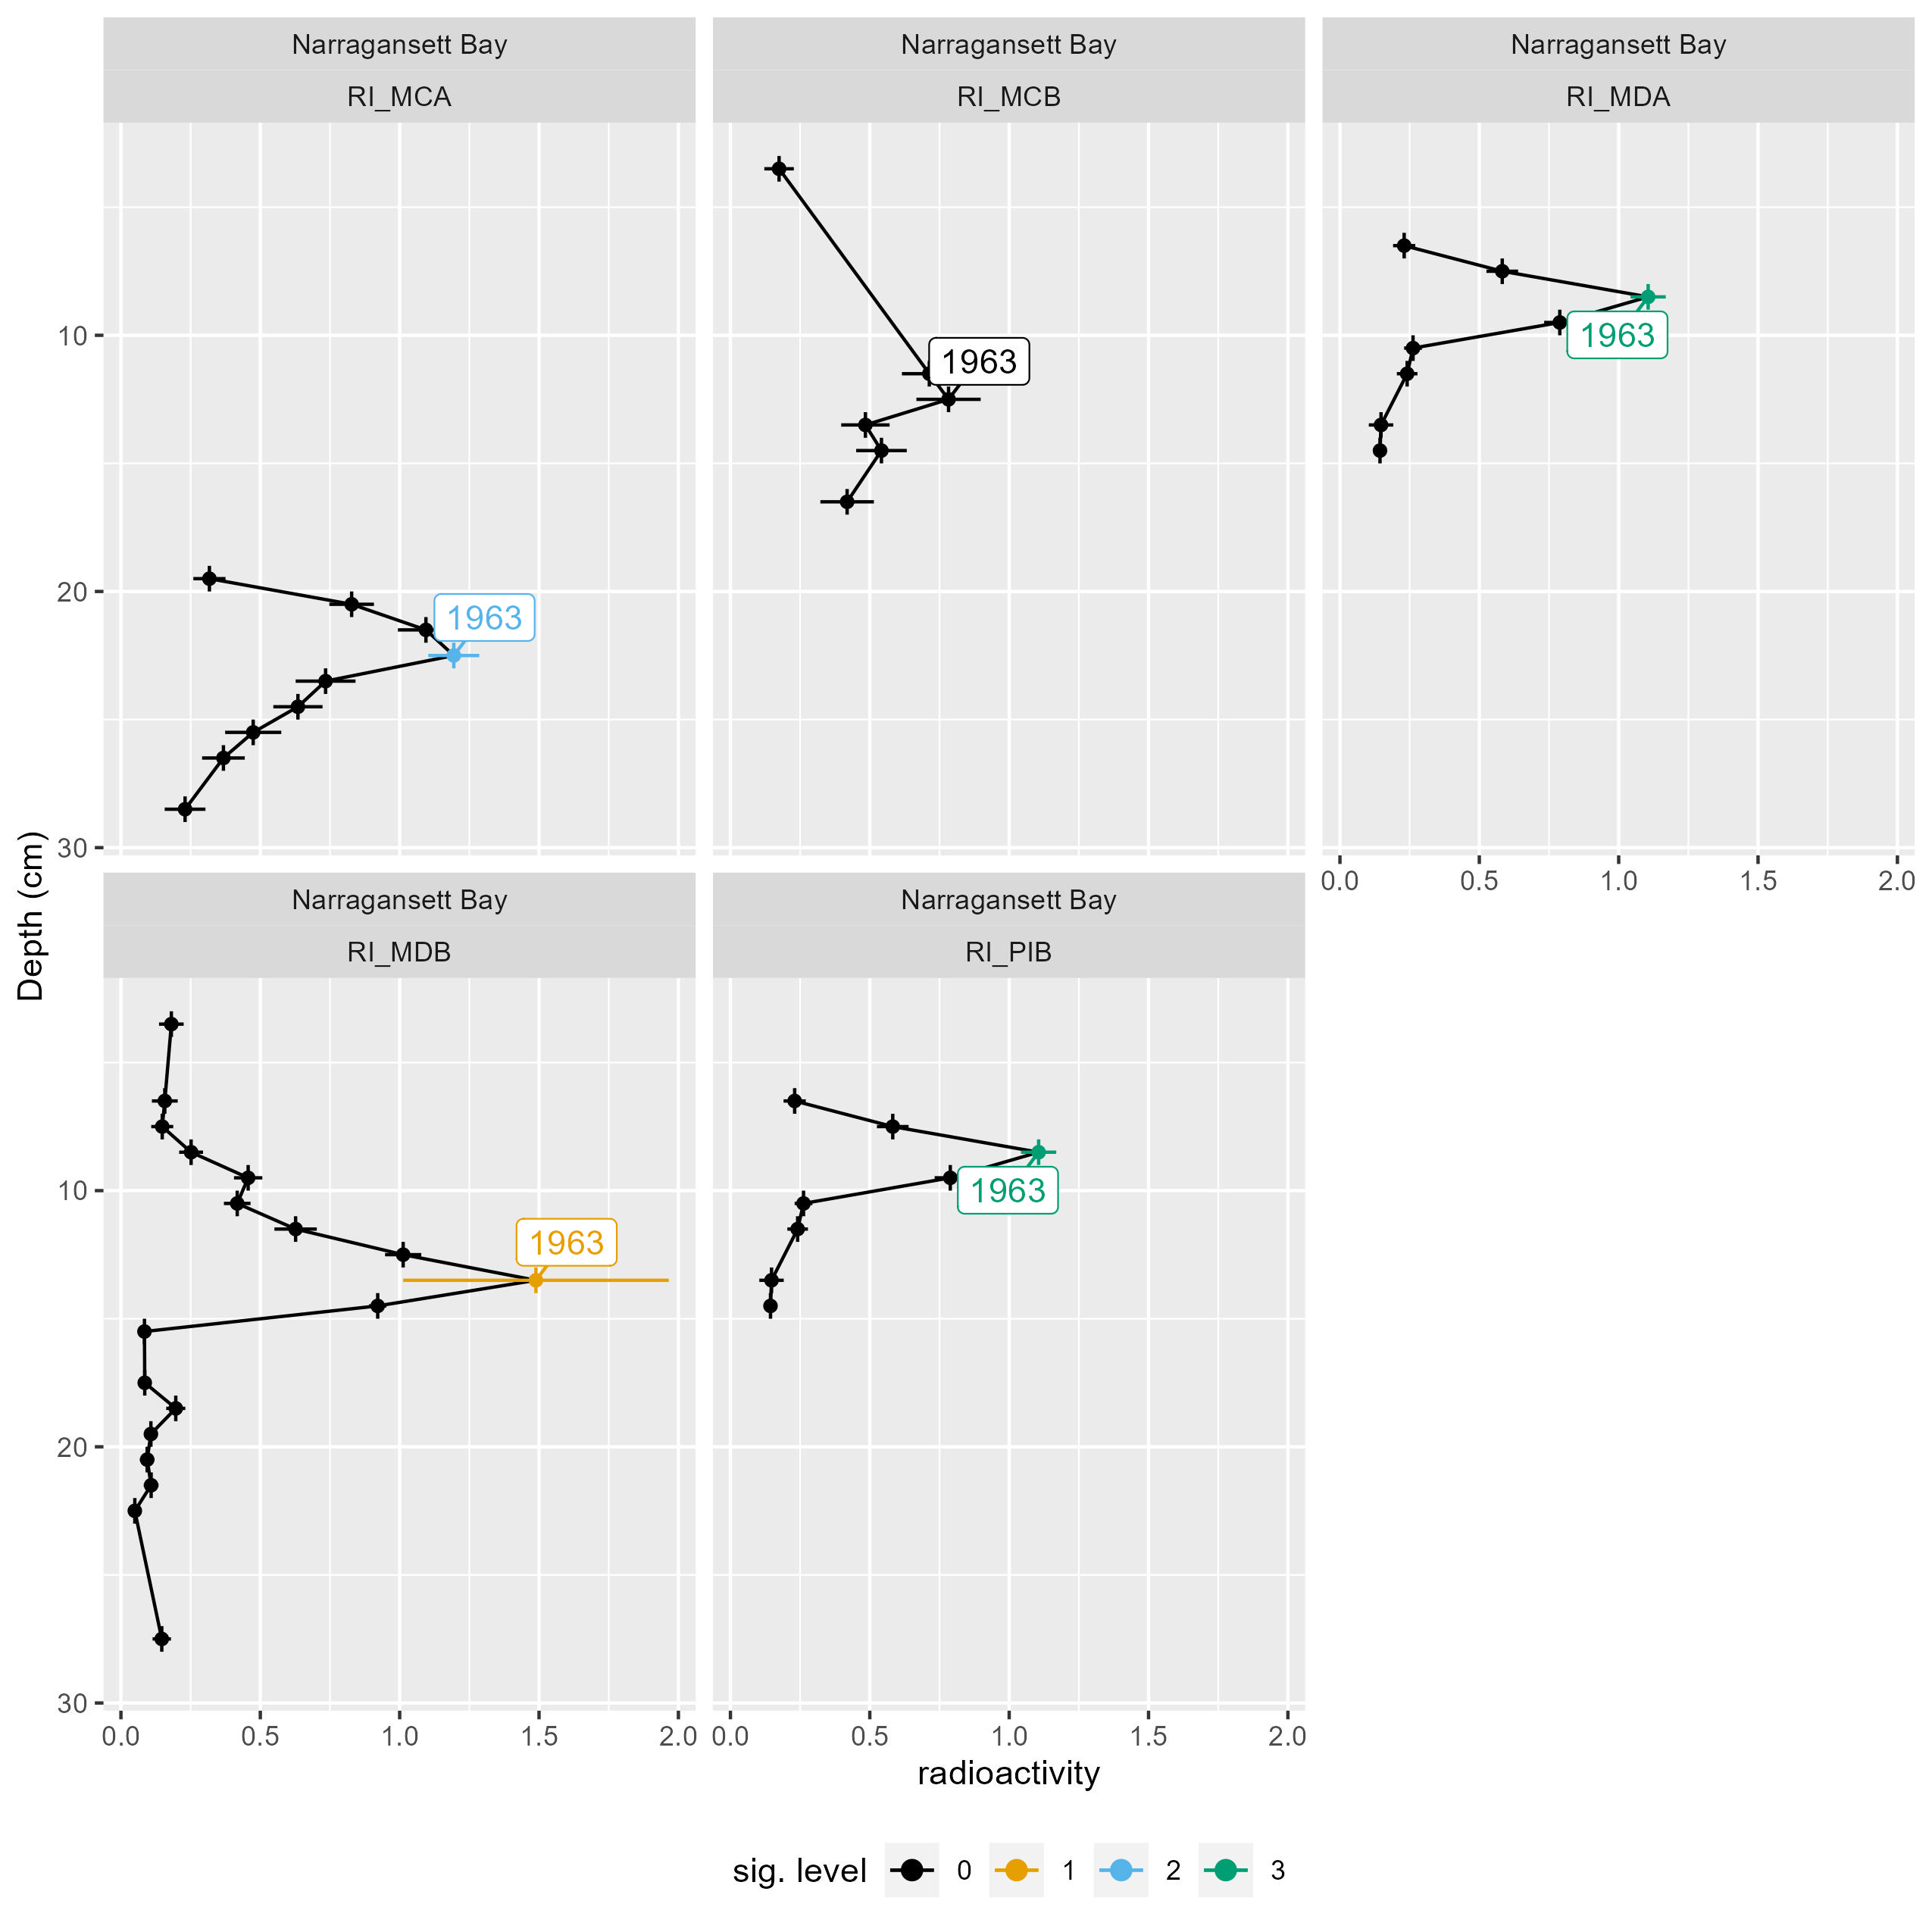 Narragansett Bay
RI_MCA
Narragansett Bay
RI_MCB
Narragansett Bay
RI_MDA
10
20
30
1963
1963
1963
0.0 0.5 1.0 1.5 2.0
Depth (cm)
Narragansett Bay
RI_MDB
Narragansett Bay
RI_PIB
10
20
30
1963
1963
0.0 0.5 1.0 1.5 2.0
0.0 0.5 1.0 1.5 2.0
radioactivity
sig. level 0 1 2 3